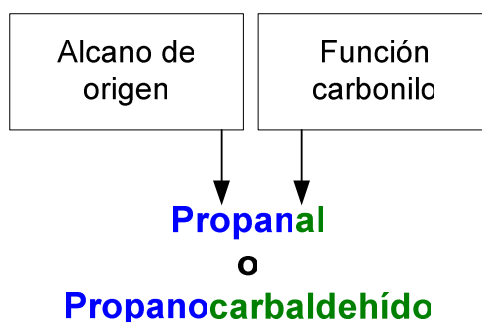 Alcano de
origen
Función
carbonilo
Propanal
o
Propanocarbaldehído